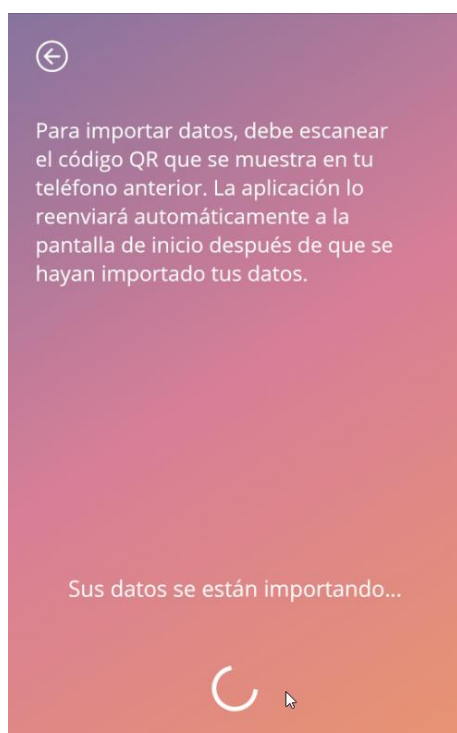 Para importar datos, debe escanear
el código QR que se muestra en tu
teléfono anterior. La aplicación lo
reenviará automáticamente a la
pantalla de inicio después de que se
hayan importado tus datos.
Sus datos se están importando...